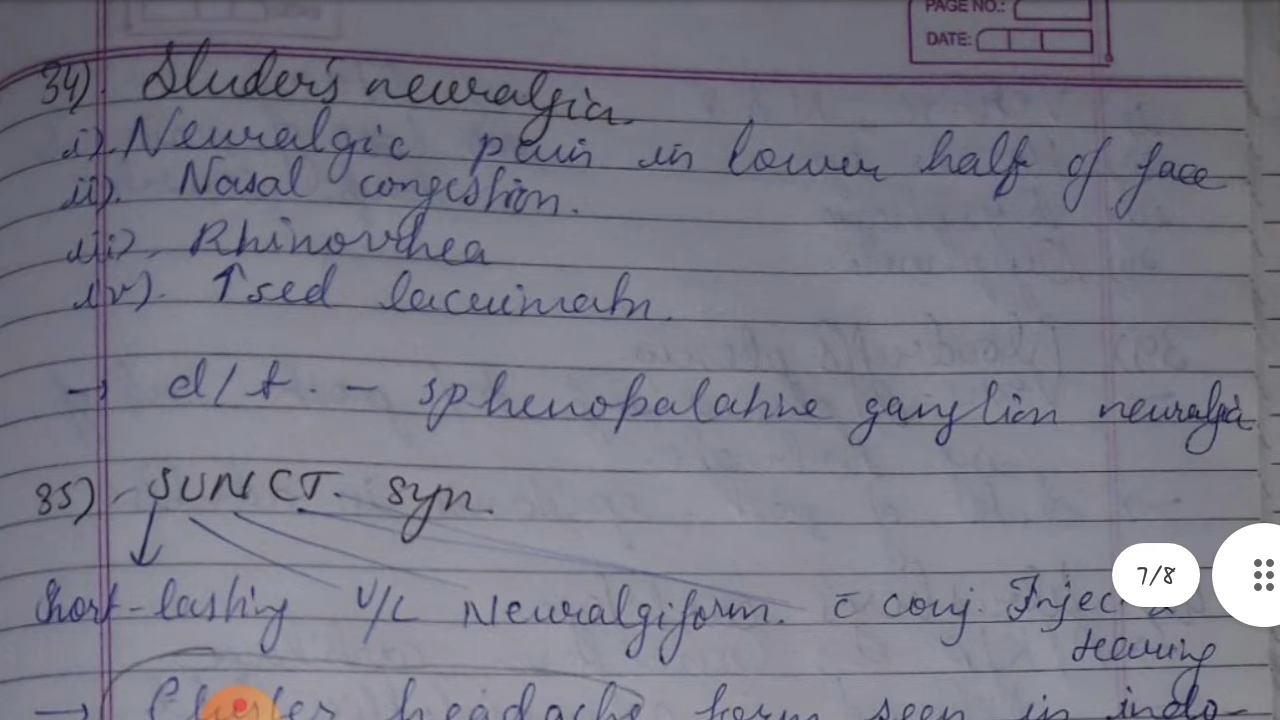 PAGE NO.:
DATE:
34) Sluder's neuralgia.
i). Neuralgic pain in lower half of face
ii). Nasal congestion.
iii) Rhinorrhea
iv). ↑sed lacrimatn.
→ d/t. - sphenopalatine ganglion neuralgia
35) SUNCT. syn.
Short-lasting U/L Neuralgiform. c̄ conj. Injec
tearing
→ Cluster headache form seen in indo-
7/8